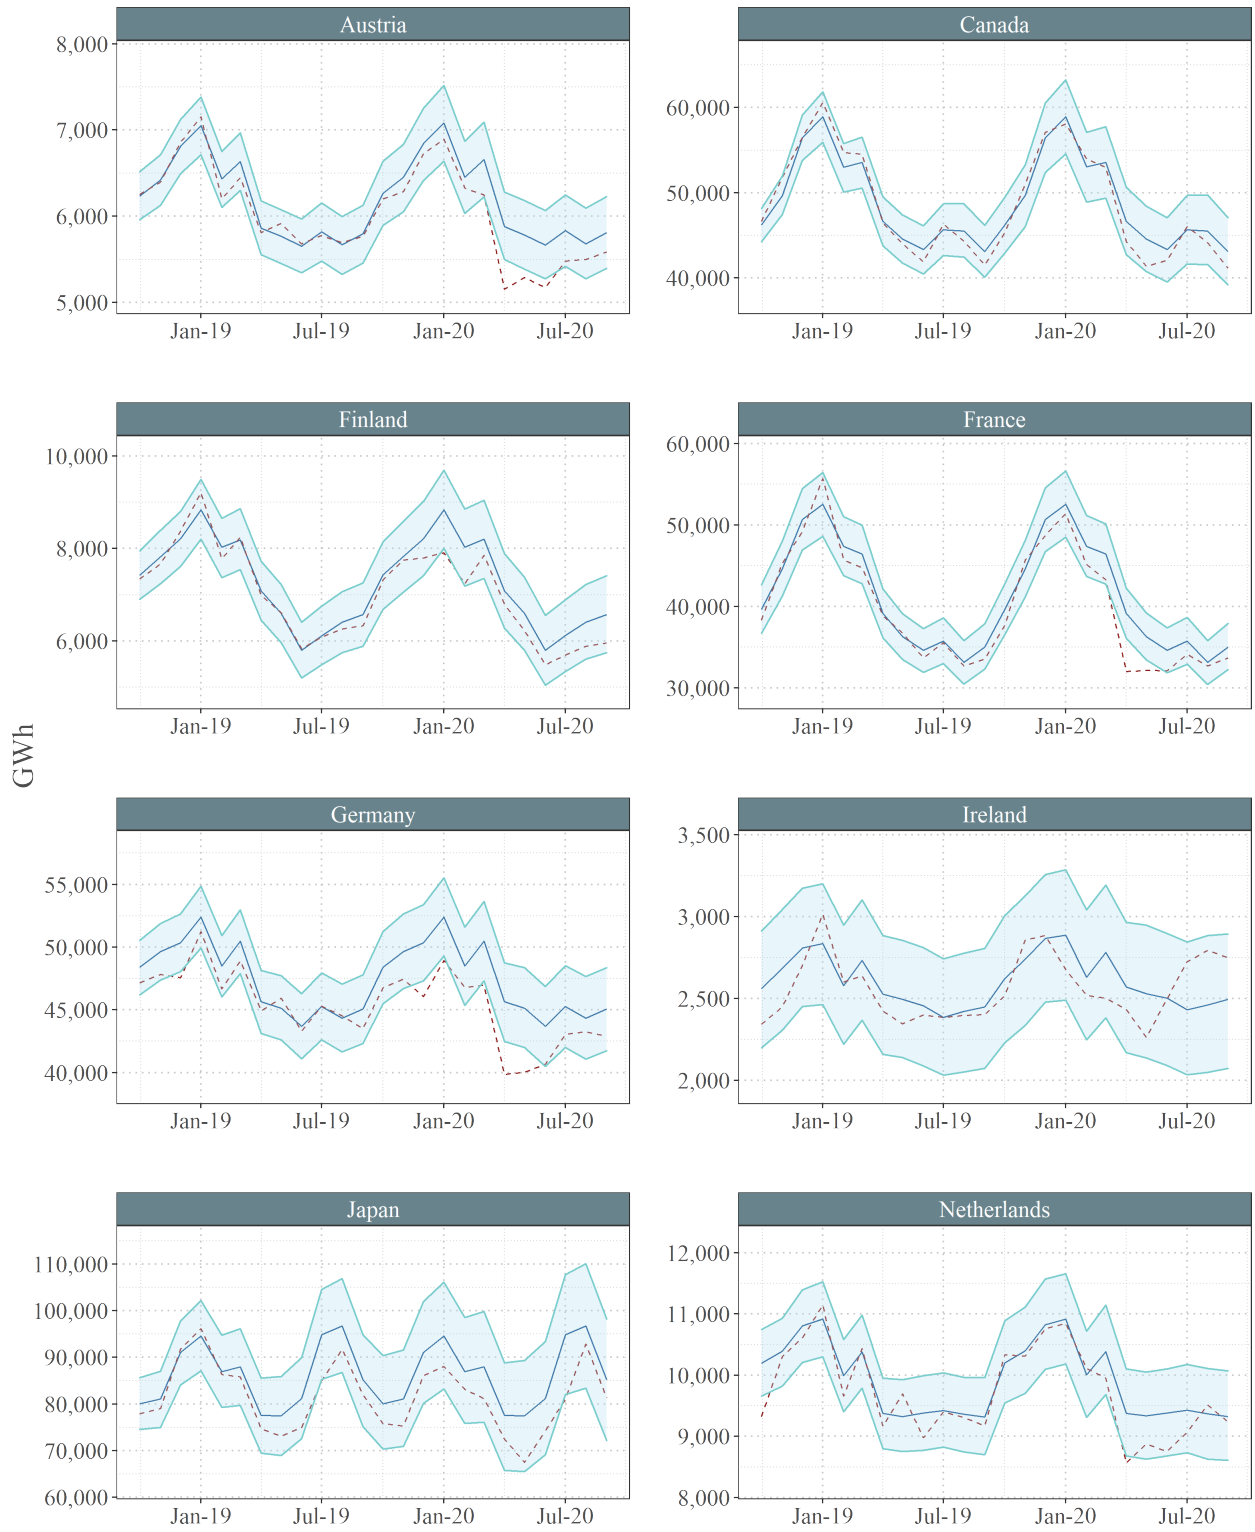 Austria
Canada
8,000
7,000
6,000
5,000
60,000
50,000
40,000
Jan-19 Jul-19 Jan-20 Jul-20
Jan-19 Jul-19 Jan-20 Jul-20
Finland
France
10,000
8,000
6,000
60,000
50,000
40,000
30,000
Jan-19 Jul-19 Jan-20 Jul-20
Jan-19 Jul-19 Jan-20 Jul-20
GWh
Germany
Ireland
55,000
50,000
45,000
40,000
3,500
3,000
2,500
2,000
Jan-19 Jul-19 Jan-20 Jul-20
Jan-19 Jul-19 Jan-20 Jul-20
Japan
Netherlands
110,000
100,000
90,000
80,000
70,000
60,000
12,000
11,000
10,000
9,000
8,000
Jan-19 Jul-19 Jan-20 Jul-20
Jan-19 Jul-19 Jan-20 Jul-20